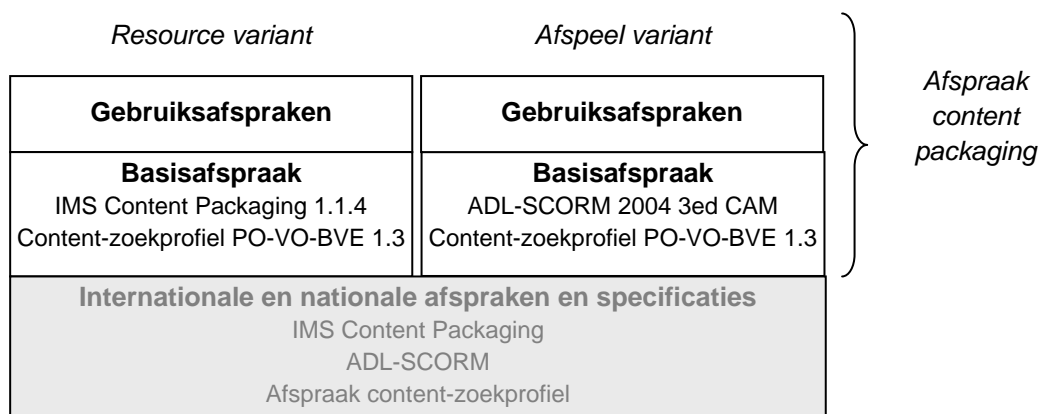 Resource variant
Afspeel variant
Afspraak
content
packaging
Gebruiksafspraken
Gebruiksafspraken
Basisafspraak
IMS Content Packaging 1.1.4
Content-zoekprofiel PO-VO-BVE 1.3
Basisafspraak
ADL-SCORM 2004 3ed CAM
Content-zoekprofiel PO-VO-BVE 1.3
Internationale en nationale afspraken en specificaties
IMS Content Packaging
ADL-SCORM
Afspraak content-zoekprofiel